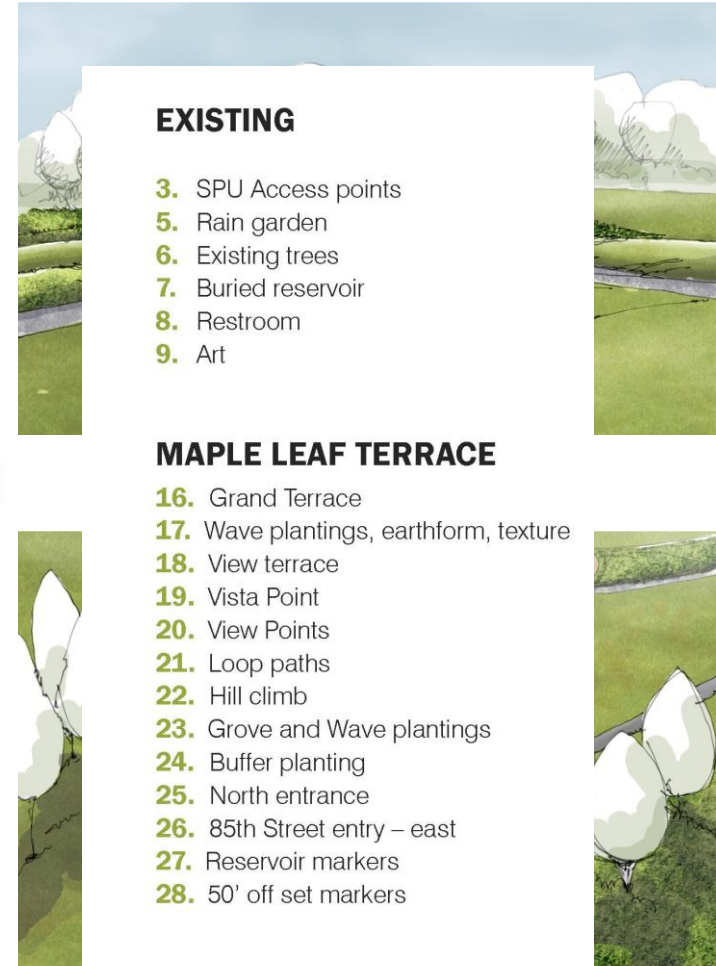 EXISTING
3. SPU Access points
5. Rain garden
6. Existing trees
7. Buried reservoir
8. Restroom
9. Art
MAPLE LEAF TERRACE
16. Grand Terrace
17. Wave plantings, earthform, texture
18. View terrace
19. Vista Point
20. View Points
21. Loop paths
22. Hill climb
23. Grove and Wave plantings
24. Buffer planting
25. North entrance
26. 85th Street entry – east
27. Reservoir markers
28. 50’ off set markers